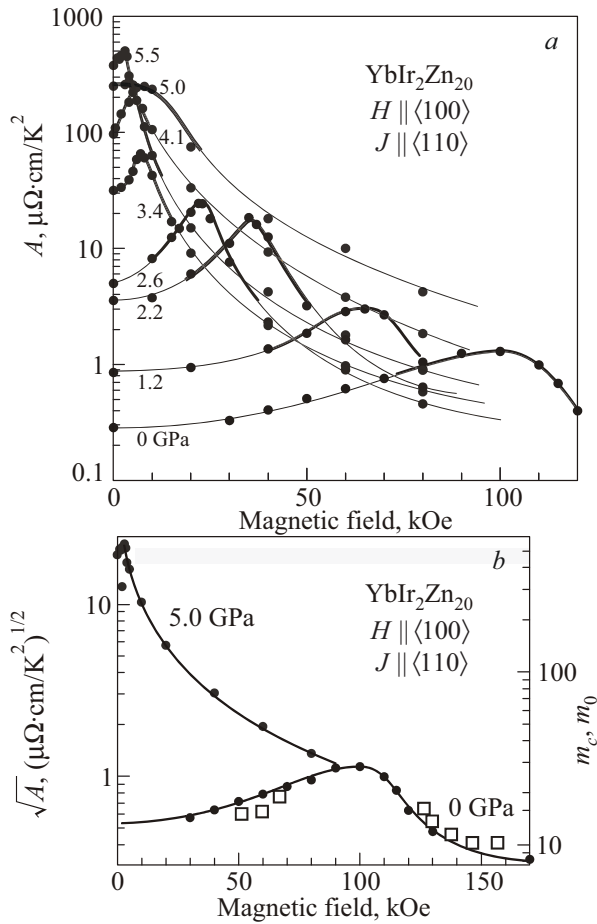 1000
a
5.5
YbIr₂Zn₂₀
5.0
H || ⟨100⟩
100
4.1
J || ⟨110⟩
A, μΩ·cm/K²
3.4
10
2.6
2.2
1
1.2
0 GPa
0.1
0 50 100
Magnetic field, kOe
b
YbIr₂Zn₂₀
10
5.0 GPa
H || ⟨100⟩
J || ⟨110⟩
100
√A, (μΩ·cm/K²)^1/2
m_c, m_0
1
0 GPa
10
0 50 100 150
Magnetic field, kOe